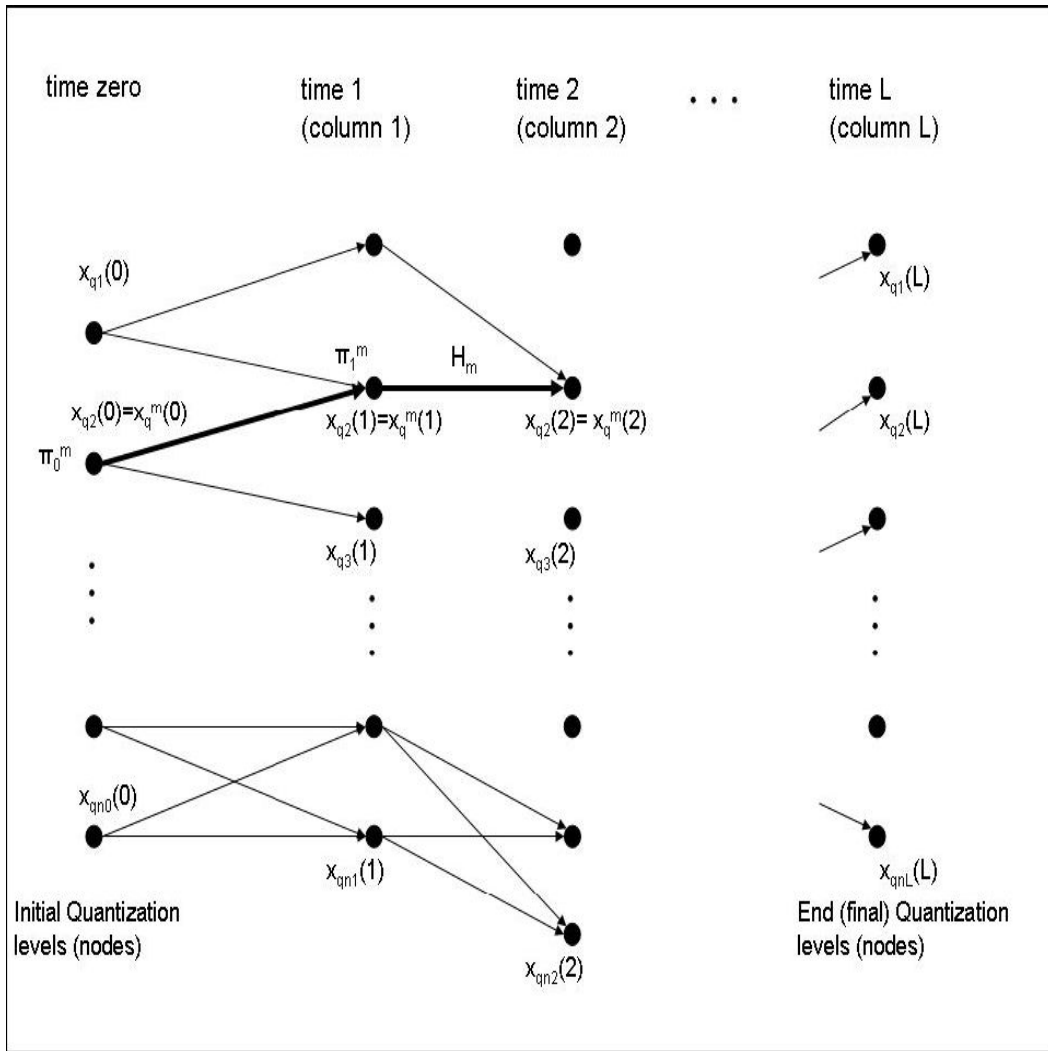 time zero
time 1
(column 1)
time 2
(column 2)
. . .
time L
(column L)
x_q1(0)
x_q1(L)
π_1^m
H_m
x_q2(0)=x_q^m(0)
x_q2(1)=x_q^m(1)
x_q2(2)= x_q^m(2)
x_q2(L)
π_0^m
x_q3(1)
x_q3(2)
x_qn0(0)
x_qn1(1)
x_qnL(L)
Initial Quantization
levels (nodes)
End (final) Quantization
levels (nodes)
x_qn2(2)